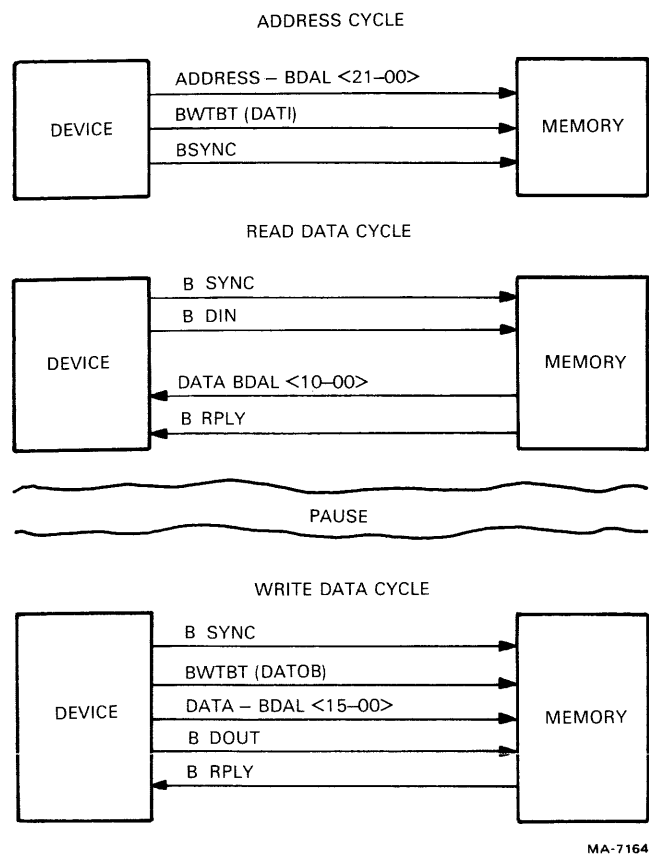 ADDRESS CYCLE
ADDRESS – BDAL <21–00>
BWTBT (DATI)
BSYNC
DEVICE
MEMORY
READ DATA CYCLE
B SYNC
B DIN
DEVICE
MEMORY
DATA BDAL <10–00>
B RPLY
PAUSE
WRITE DATA CYCLE
B SYNC
BWTBT (DATOB)
DEVICE
DATA – BDAL <15–00>
MEMORY
B DOUT
B RPLY
MA-7164